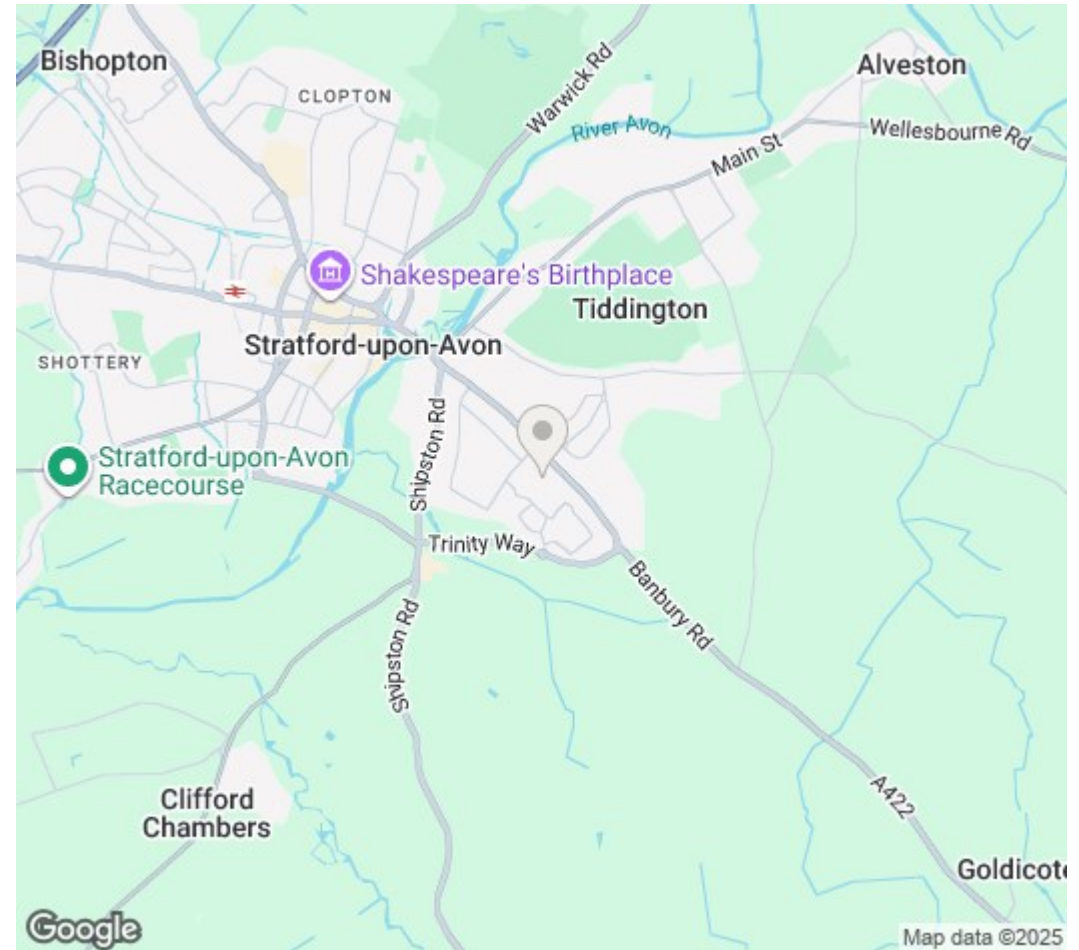 Bishopton
CLOPTON
Warwick Rd
River Avon
Alveston
Wellesbourne Rd
Main St
Shakespeare's Birthplace
Tiddington
Stratford-upon-Avon
SHOTTERY
Shipston Rd
Stratford-upon-Avon
Racecourse
Trinity Way
Banbury Rd
Shipston Rd
A422
Clifford
Chambers
Goldicote
Google
Map data ©2025